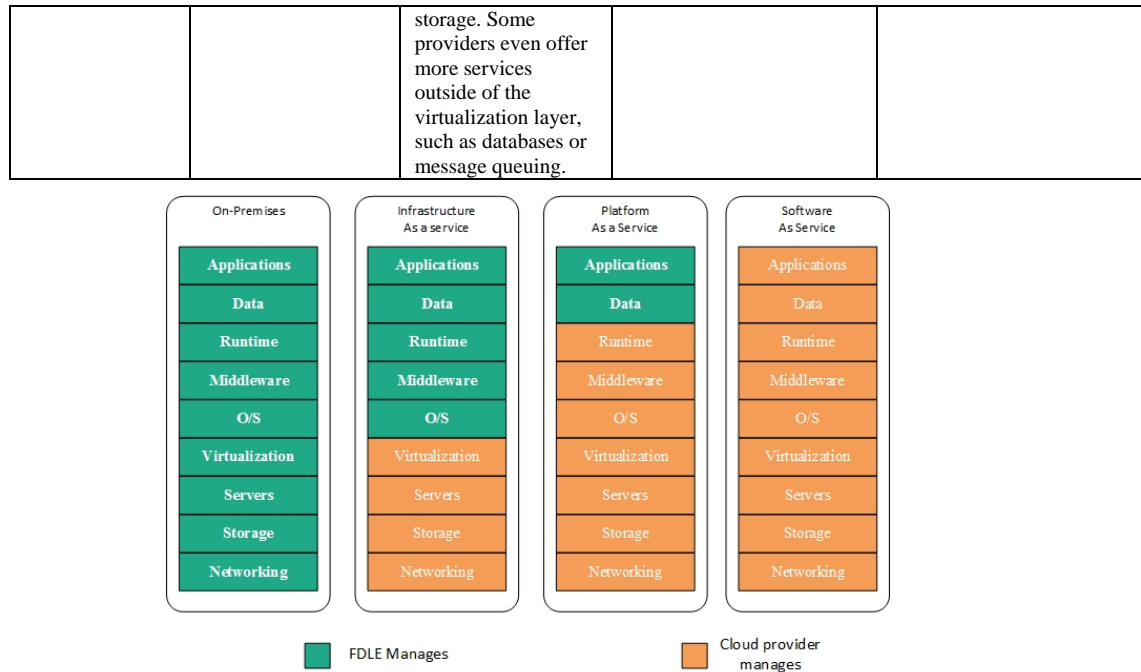 storage. Some
providers even offer
more services
outside of the
virtualization layer,
such as databases or
message queuing.
On-Premises
Applications
Data
Runtime
Middleware
O/S
Virtualization
Servers
Storage
Networking
Infrastructure
As a service
Applications
Data
Runtime
Middleware
O/S
Virtualization
Servers
Storage
Networking
Platform
As a Service
Applications
Data
Runtime
Middleware
O/S
Virtualization
Servers
Storage
Networking
Software
As Service
Applications
Data
Runtime
Middleware
O/S
Virtualization
Servers
Storage
Networking
FDLE Manages
Cloud provider
manages